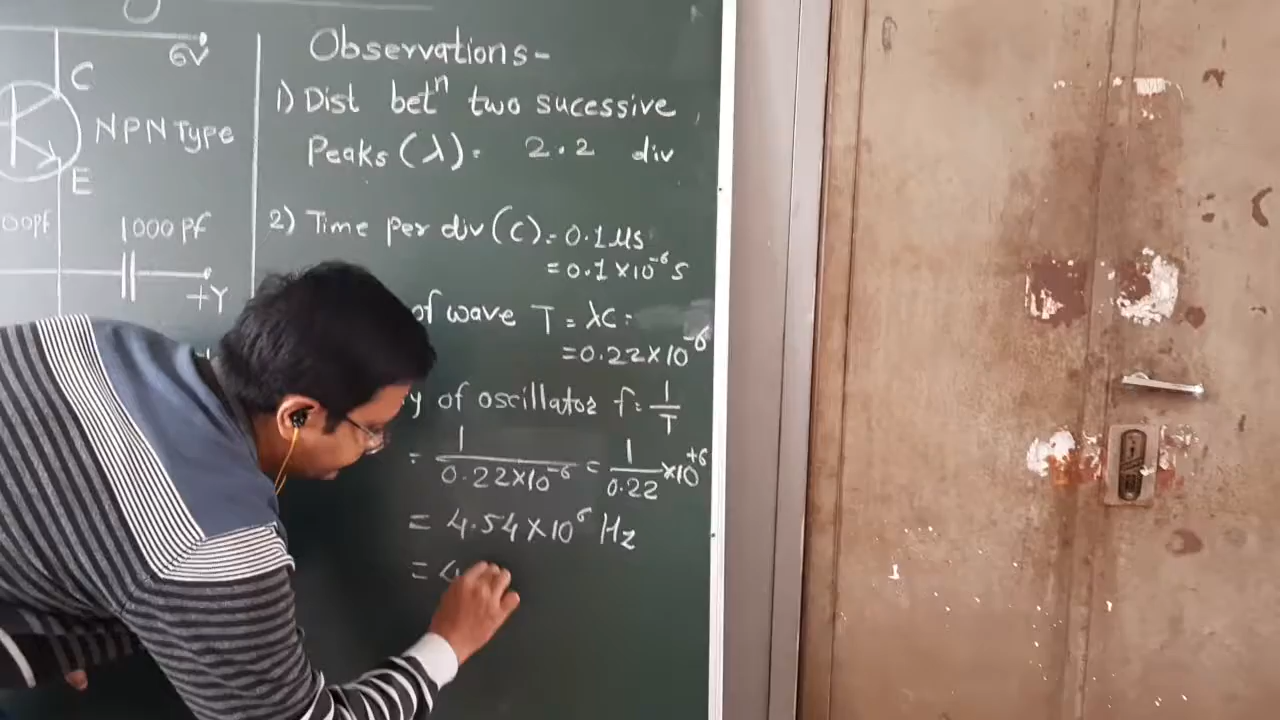 6V
C
NPN Type
E
00pf
1000 pf
+Y
Observations-
1) Dist betⁿ two sucessive
Peaks (λ) = 2.2 div
2) Time per div (C) = 0.1 μs
= 0.1 × 10⁻⁶ s
of wave T = λC =
= 0.22 × 10⁻⁶
y of oscillator f = 1/T
= 1/0.22×10⁻⁶ = 1/0.22 ×10⁺⁶
= 4.54 × 10⁶ Hz
= 4